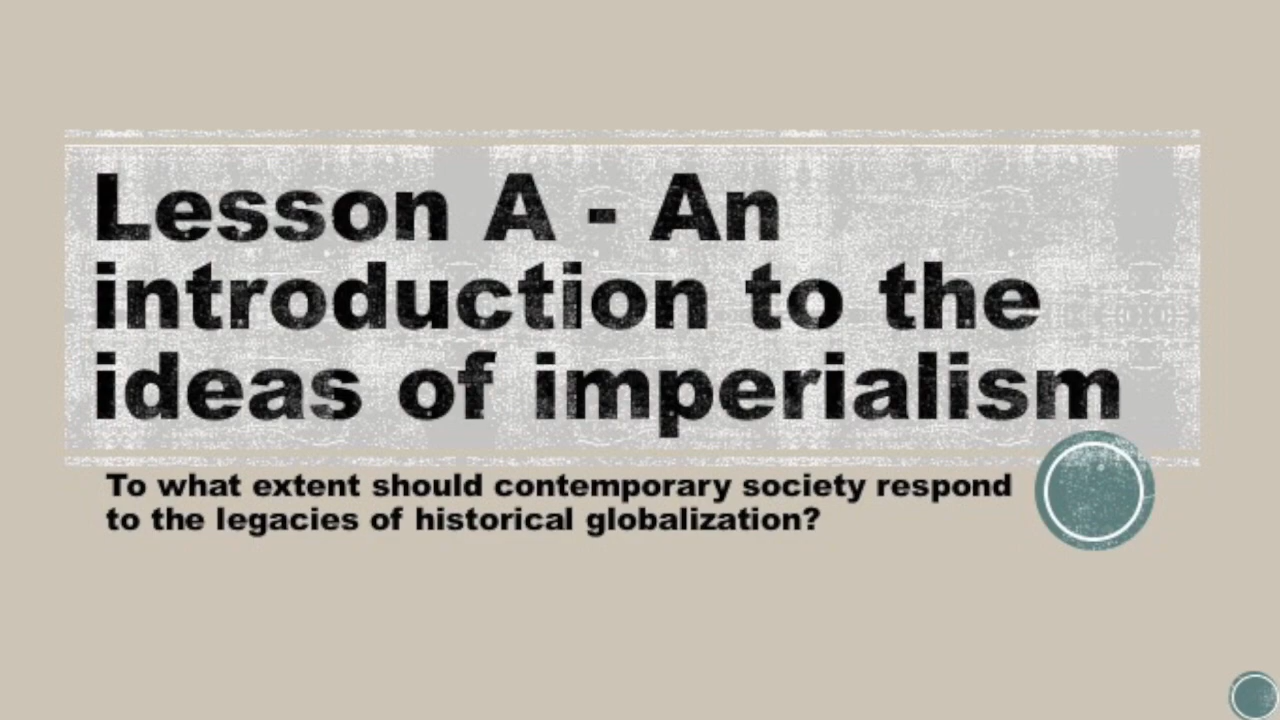 Lesson A - An
introduction to the
ideas of imperialism
To what extent should contemporary society respond
to the legacies of historical globalization?